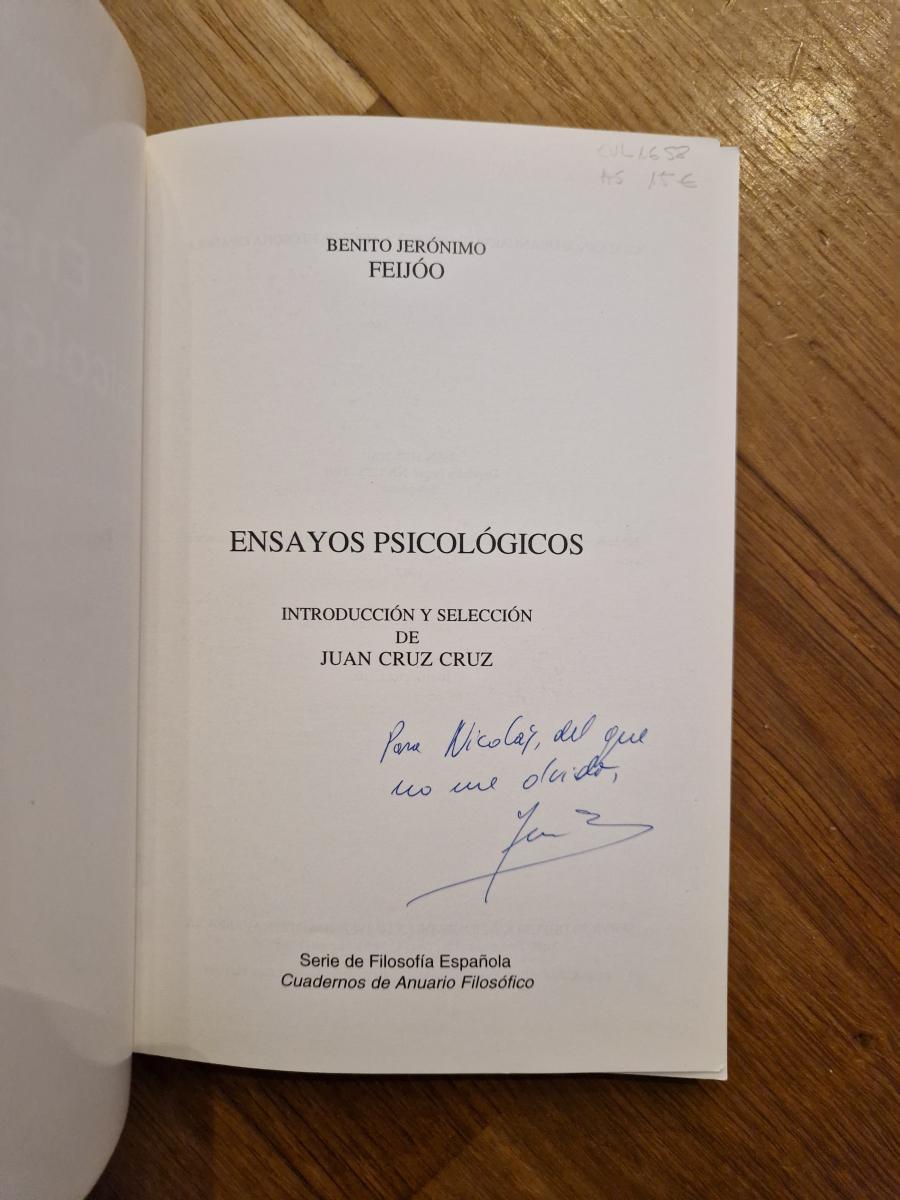 CUL1658
AS 15€
BENITO JERÓNIMO
FEIJÓO
ENSAYOS PSICOLÓGICOS
INTRODUCCIÓN Y SELECCIÓN
DE
JUAN CRUZ CRUZ
Para Nicolás, del que
no me olvido,
Serie de Filosofía Española
Cuadernos de Anuario Filosófico